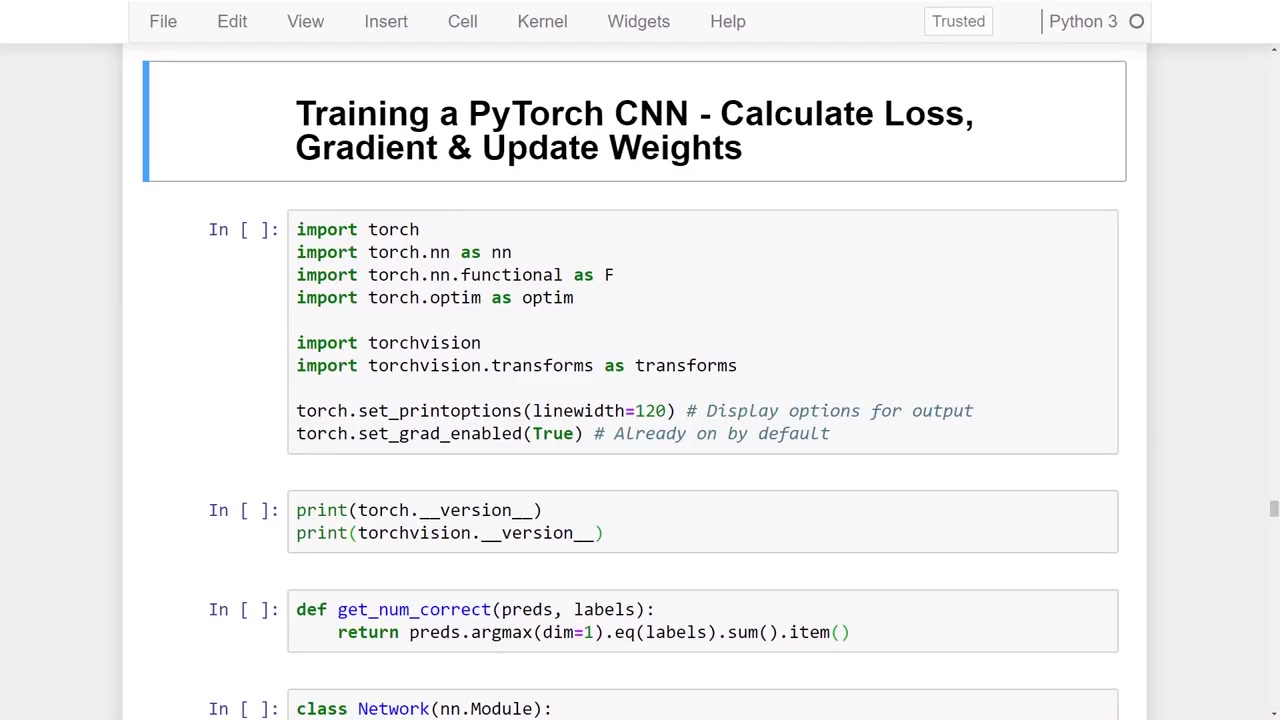 File Edit View Insert Cell Kernel Widgets Help Trusted Python 3
Training a PyTorch CNN - Calculate Loss,
Gradient & Update Weights
In [ ]: import torch
import torch.nn as nn
import torch.nn.functional as F
import torch.optim as optim
import torchvision
import torchvision.transforms as transforms
torch.set_printoptions(linewidth=120) # Display options for output
torch.set_grad_enabled(True) # Already on by default
In [ ]: print(torch.__version__)
print(torchvision.__version__)
In [ ]: def get_num_correct(preds, labels):
return preds.argmax(dim=1).eq(labels).sum().item()
In [ ]: class Network(nn.Module):